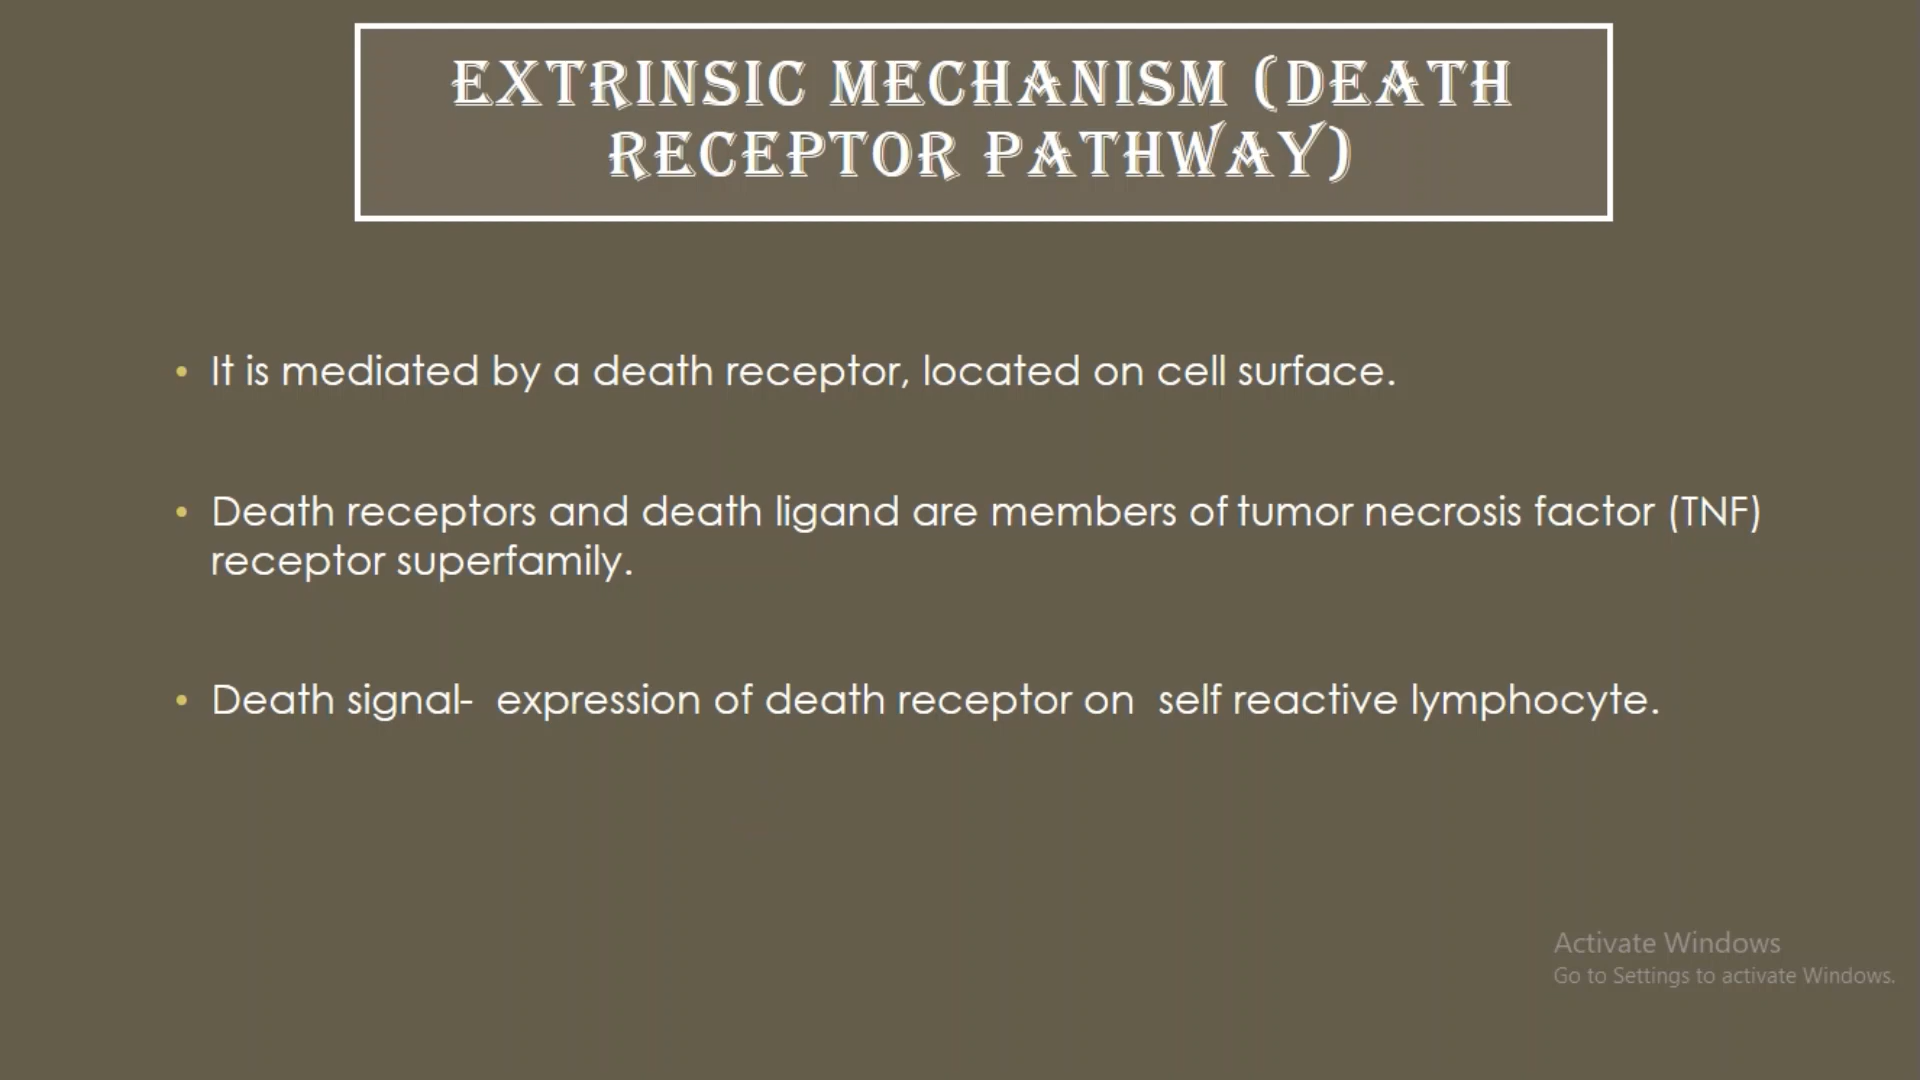 EXTRINSIC MECHANISM (DEATH
RECEPTOR PATHWAY)
• It is mediated by a death receptor, located on cell surface.
• Death receptors and death ligand are members of tumor necrosis factor (TNF)
receptor superfamily.
• Death signal-  expression of death receptor on  self reactive lymphocyte.
Activate Windows
Go to Settings to activate Windows.